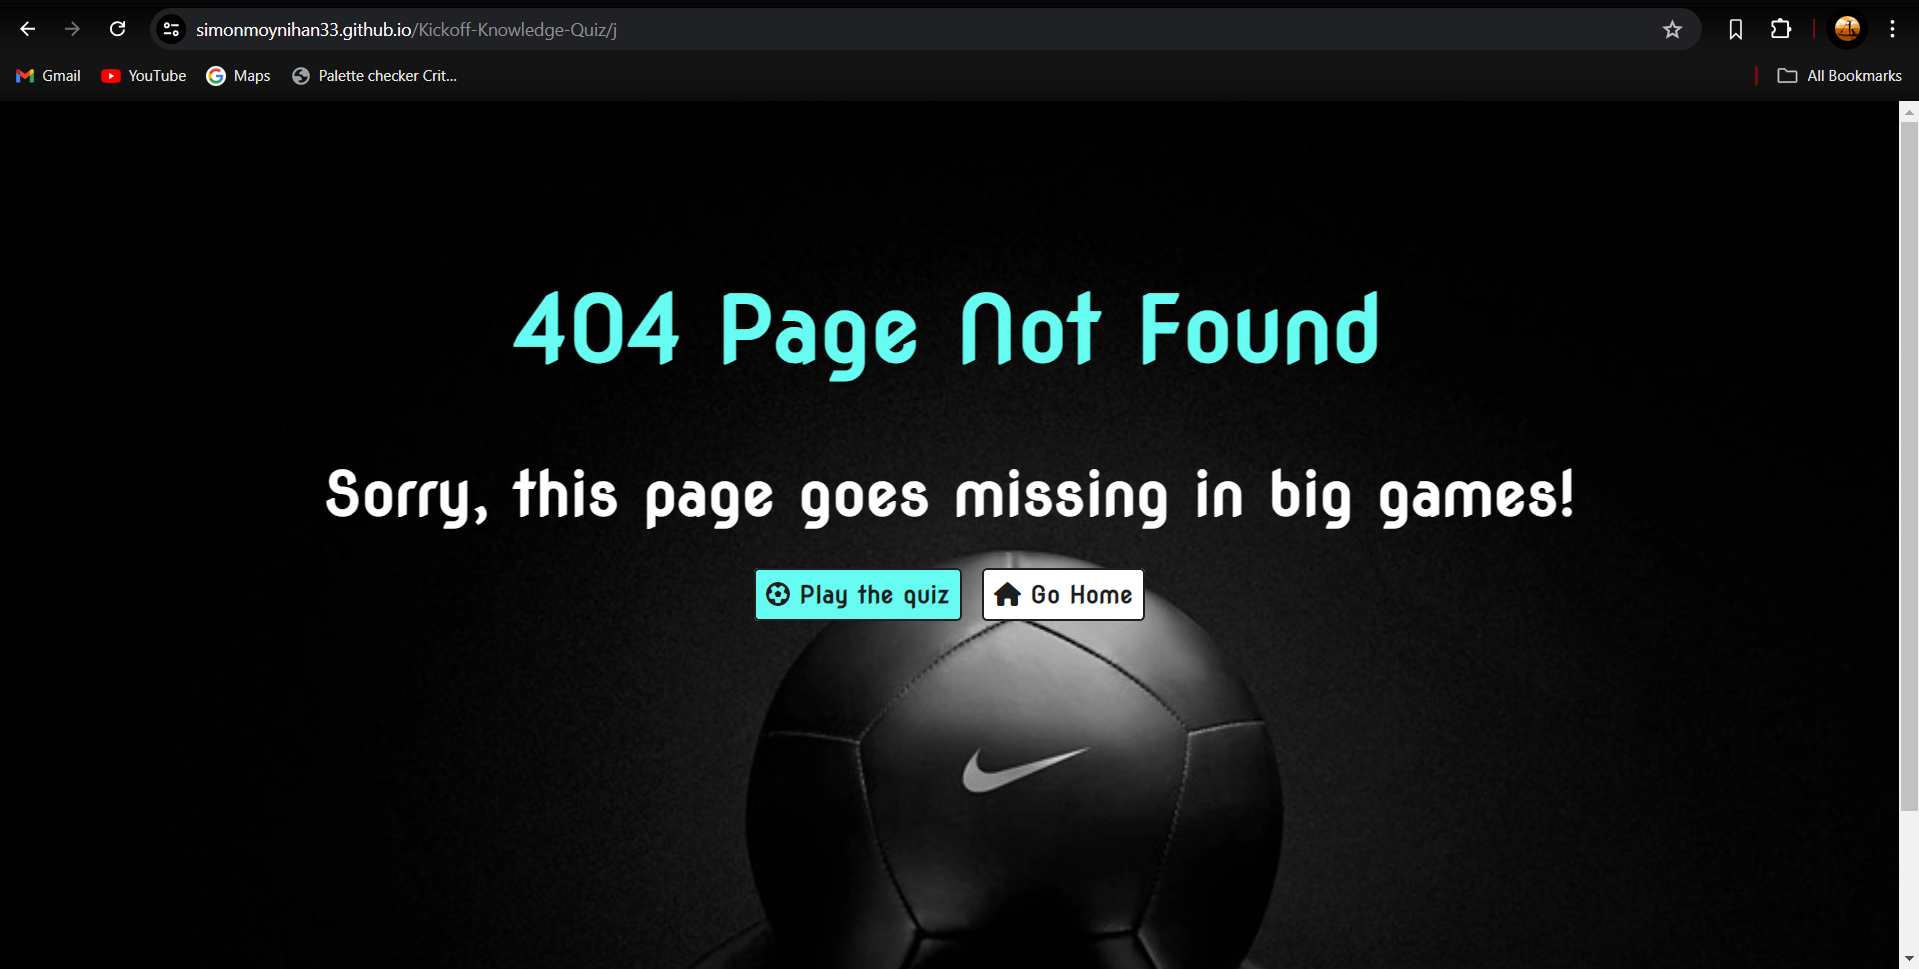 simonmoynihan33.github.io/Kickoff-Knowledge-Quiz/j
Gmail YouTube Maps Palette checker Crit... All Bookmarks
404 Page Not Found
Sorry, this page goes missing in big games!
Play the quiz Go Home